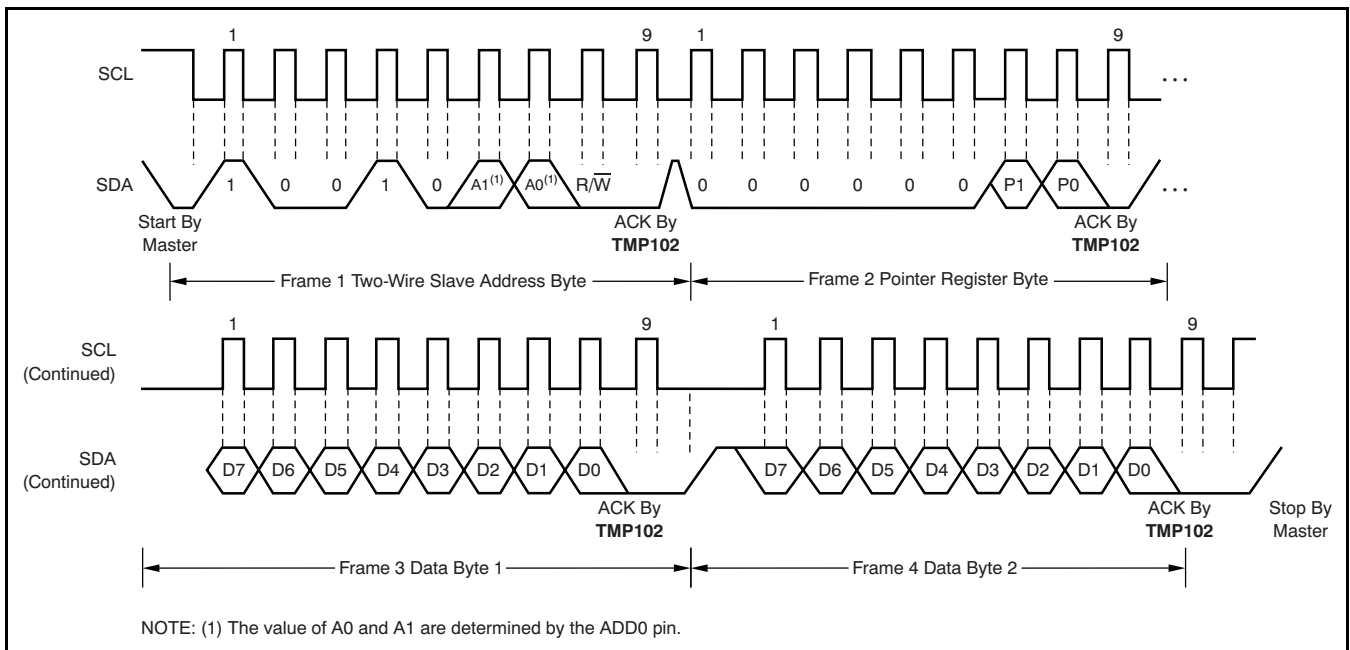 1 9 1 9
SCL ...
SDA 1 0 0 1 0 A1(1) A0(1) R/W̅ 0 0 0 0 0 0 P1 P0 ...
Start By Master ACK By TMP102 ACK By TMP102
Frame 1 Two-Wire Slave Address Byte Frame 2 Pointer Register Byte
1 9 1 9
SCL (Continued)
SDA (Continued) D7 D6 D5 D4 D3 D2 D1 D0 D7 D6 D5 D4 D3 D2 D1 D0
ACK By TMP102 ACK By TMP102 Stop By Master
Frame 3 Data Byte 1 Frame 4 Data Byte 2
NOTE: (1) The value of A0 and A1 are determined by the ADD0 pin.